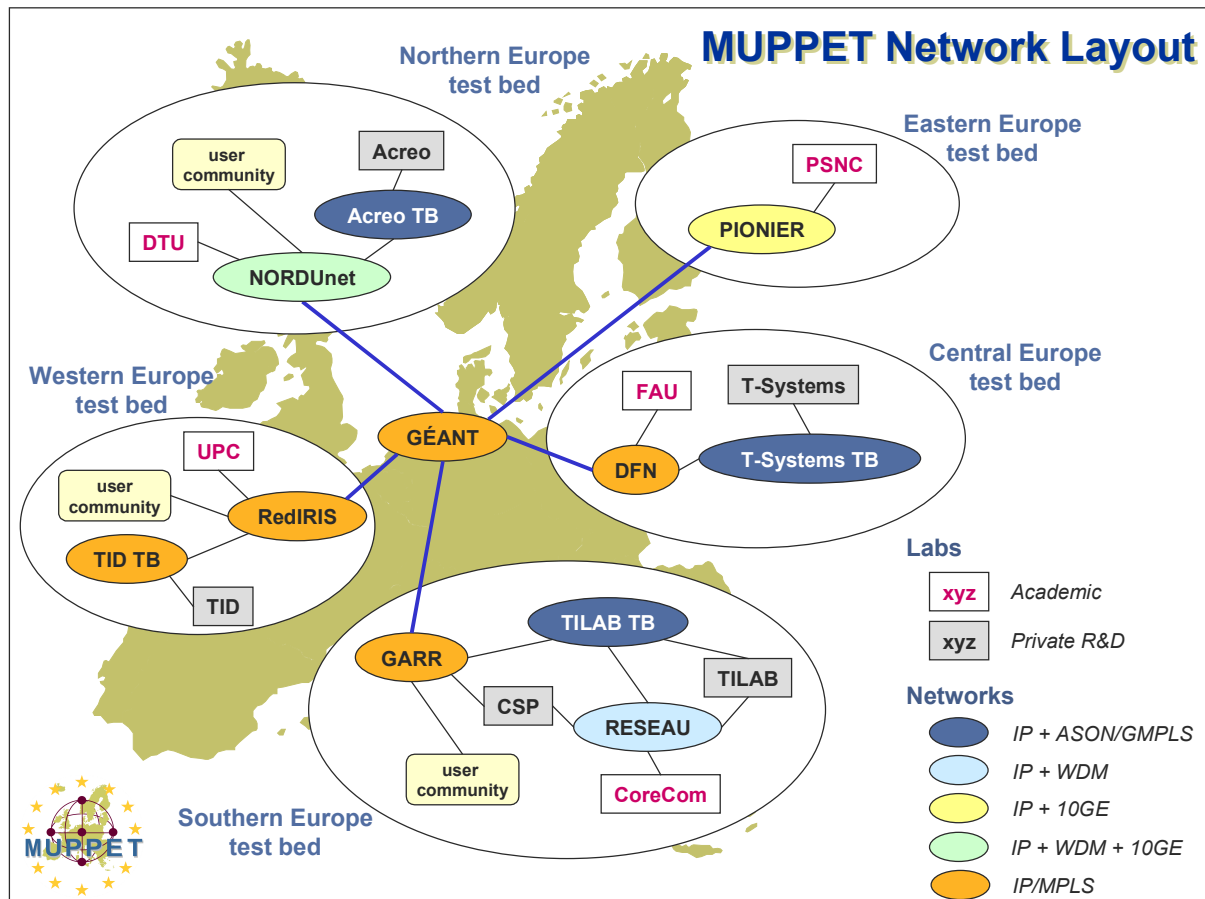 MUPPET Network Layout
Northern Europe
test bed
user
community
Acreo
Acreo TB
DTU
NORDUnet
Eastern Europe
test bed
PSNC
PIONIER
Western Europe
test bed
UPC
user
community
RedIRIS
TID TB
TID
GÉANT
Central Europe
test bed
FAU
T-Systems
DFN
T-Systems TB
TILAB TB
GARR
TILAB
CSP
RESEAU
user
community
CoreCom
Southern Europe
test bed
Labs
xyz Academic
xyz Private R&D
Networks
IP + ASON/GMPLS
IP + WDM
IP + 10GE
IP + WDM + 10GE
IP/MPLS
MUPPET